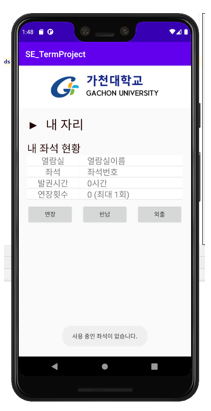 1:48
SE_TermProject
ds
가천대학교
GACHON UNIVERSITY
► 내 자리
내 좌석 현황
열람실 열람실이름
좌석 좌석번호
발권시간 0시간
연장횟수 0 (최대 1회)
연장 반납 외출
사용 중인 좌석이 없습니다.